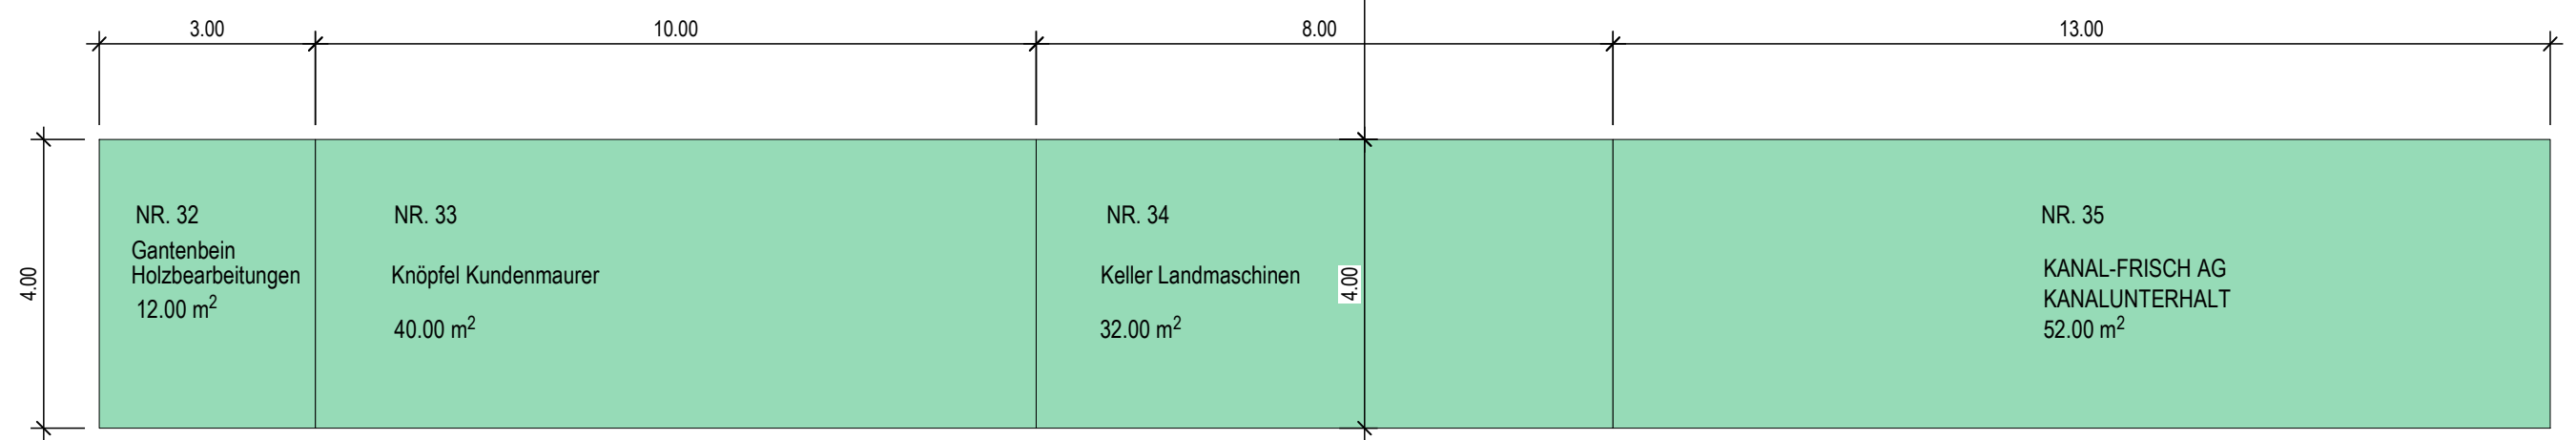 3.00
10.00
8.00
13.00
4.00
NR. 32
Gantenbein
Holzbearbeitungen
12.00 m²
NR. 33
Knöpfel Kundenmaurer
40.00 m²
NR. 34
Keller Landmaschinen
32.00 m²
4.00
NR. 35
KANAL-FRISCH AG
KANALUNTERHALT
52.00 m²